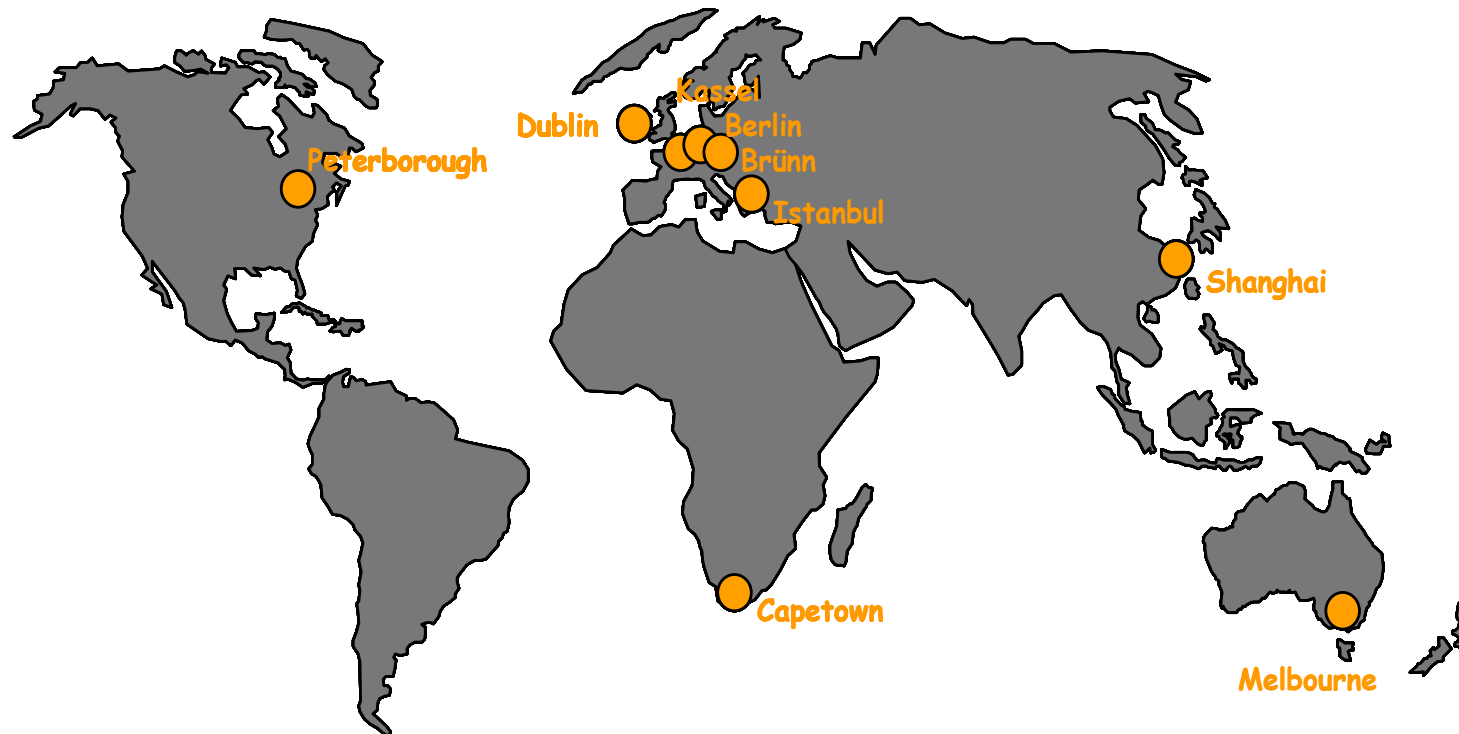 Kassel
Dublin
Berlin
Peterborough
Brünn
Istanbul
Shanghai
Capetown
Melbourne